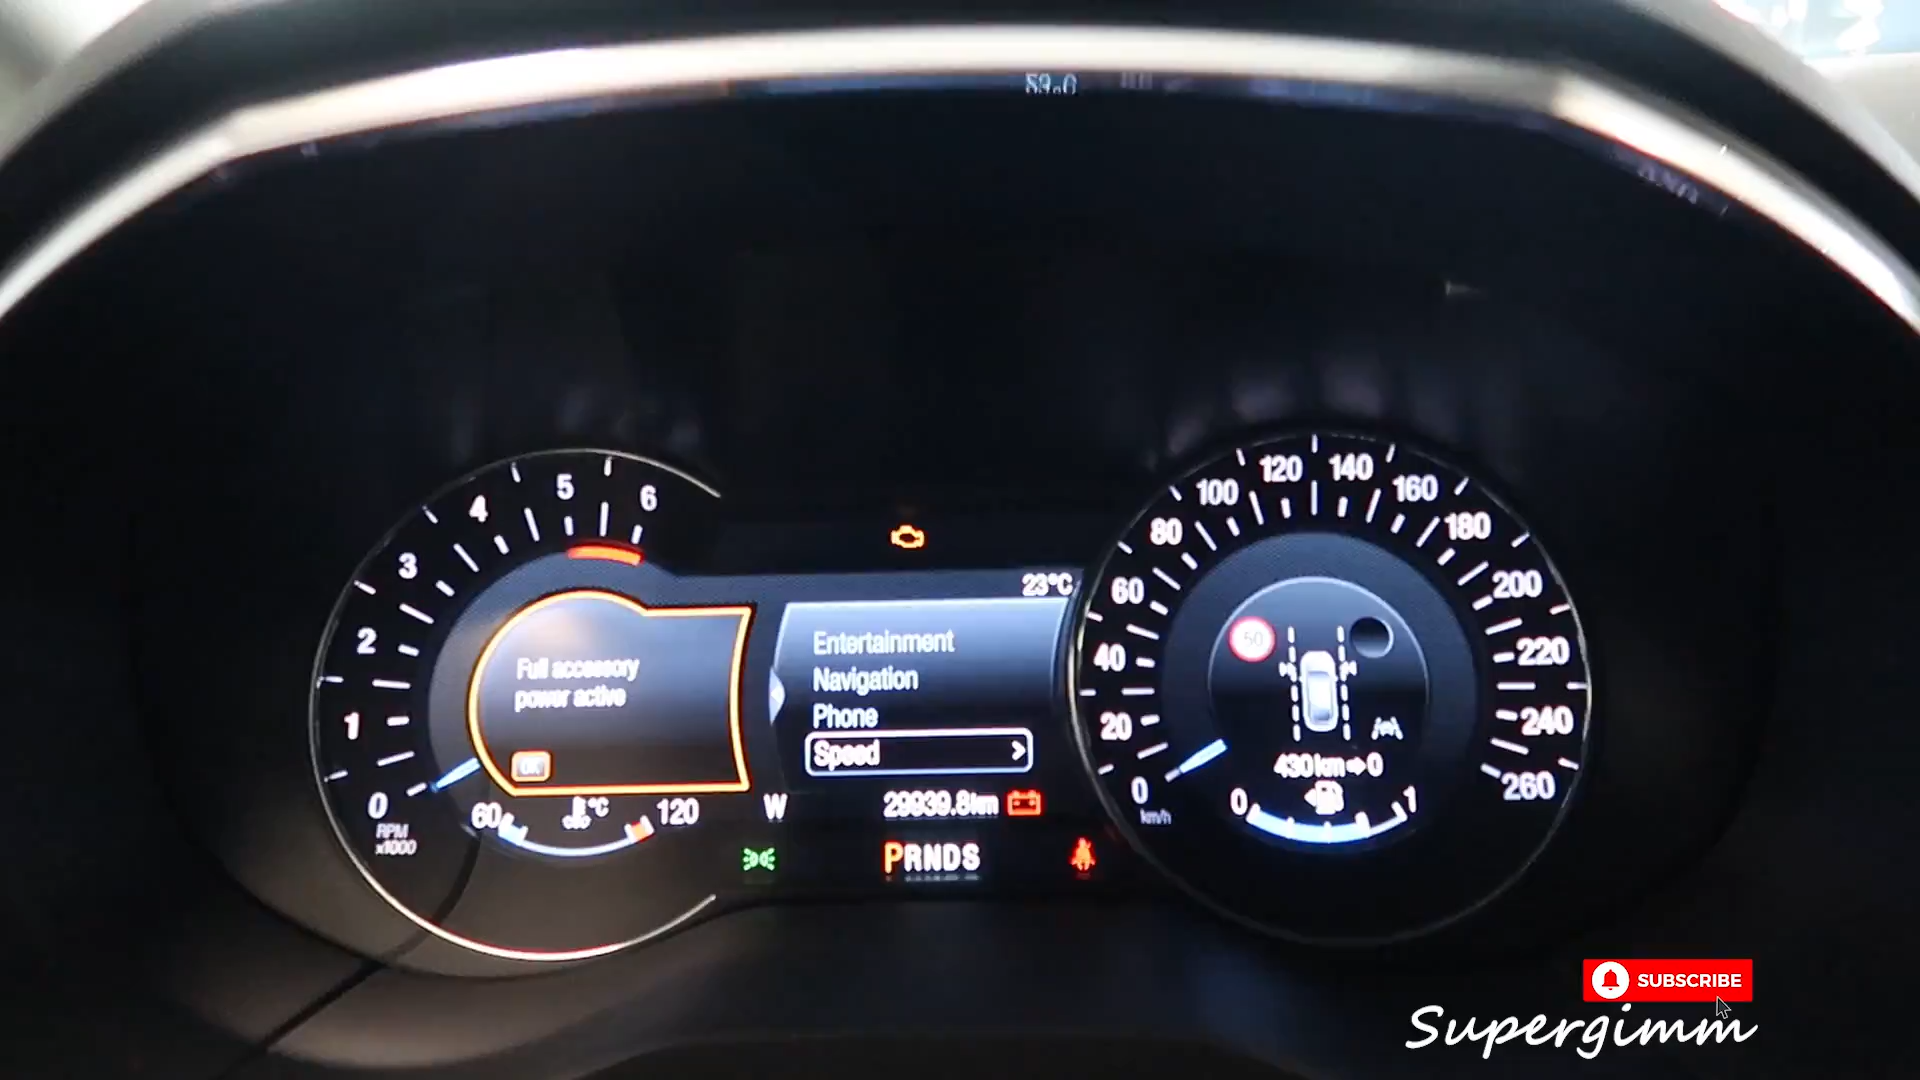 4
5
6
3
2
1
0
RPM
x1000
Full accessory
power active
OK
60
°C
120
23°C
Entertainment
Navigation
Phone
Speed
W
29939.8km
PRNDS
120
140
100
160
80
180
60
200
40
220
20
240
0
260
km/h
50
430km→0
0
1
SUBSCRIBE
Supergimm